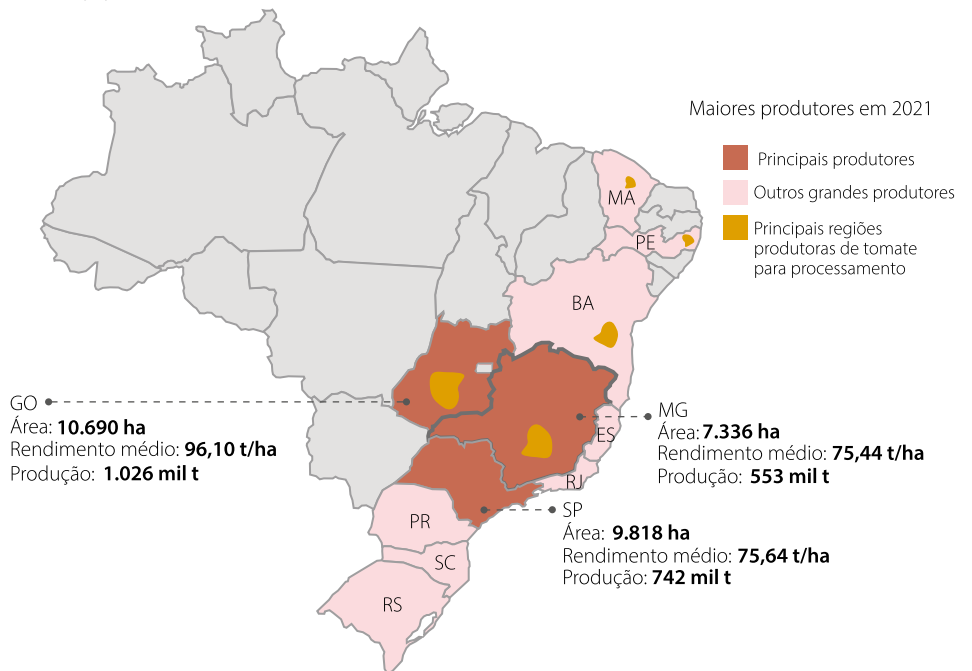 Maiores produtores em 2021
Principais produtores
Outros grandes produtores
Principais regiões
produtoras de tomate
para processamento
MA
PE
BA
GO
Área: 10.690 ha
Rendimento médio: 96,10 t/ha
Produção: 1.026 mil t
MG
Área: 7.336 ha
Rendimento médio: 75,44 t/ha
Produção: 553 mil t
ES
RJ
SP
Área: 9.818 ha
Rendimento médio: 75,64 t/ha
Produção: 742 mil t
PR
SC
RS